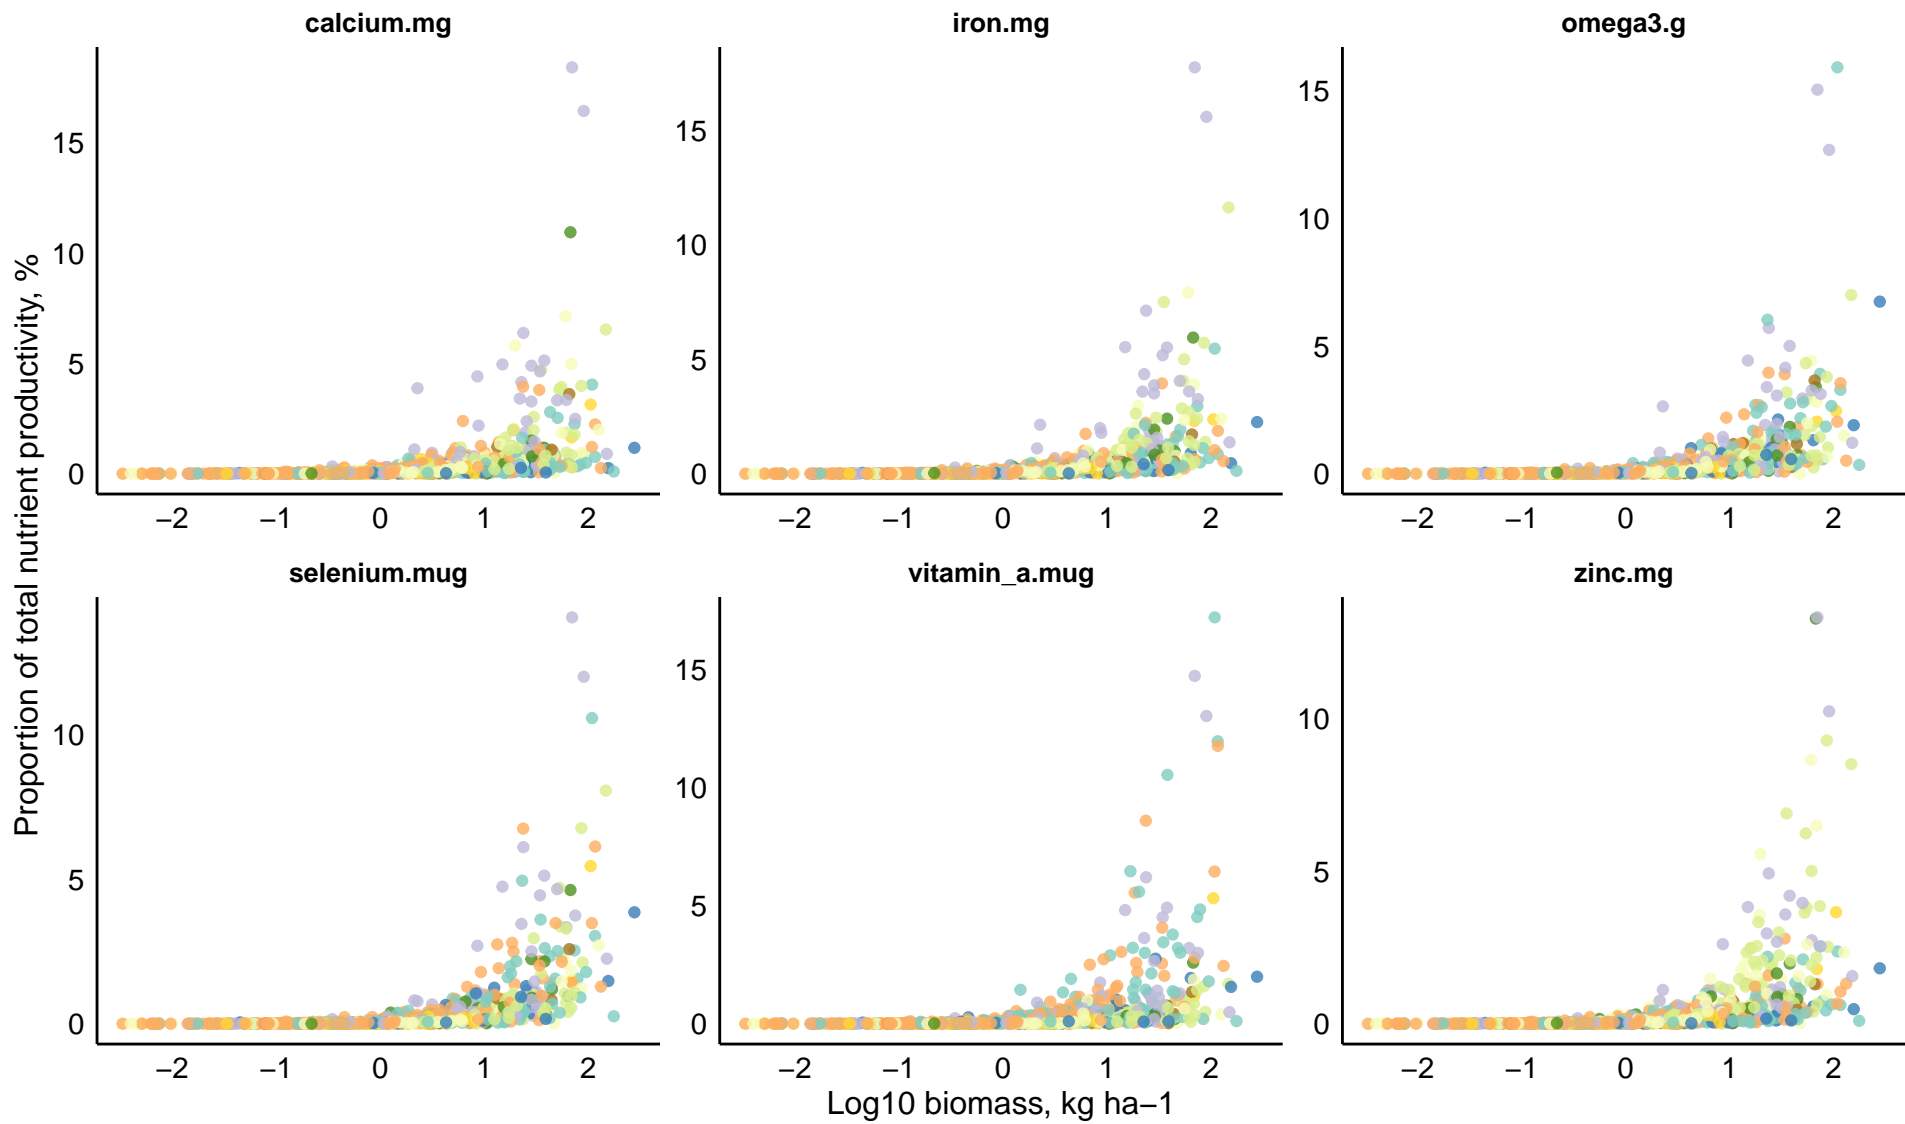 calcium.mg
iron.mg
omega3.g
15
10
5
0
−2 −1 0 1 2
15
10
5
0
−2 −1 0 1 2
15
10
5
0
−2 −1 0 1 2
selenium.mug
vitamin_a.mug
zinc.mg
10
5
0
−2 −1 0 1 2
15
10
5
0
−2 −1 0 1 2
10
5
0
−2 −1 0 1 2
Proportion of total nutrient productivity, %
Log10 biomass, kg ha−1